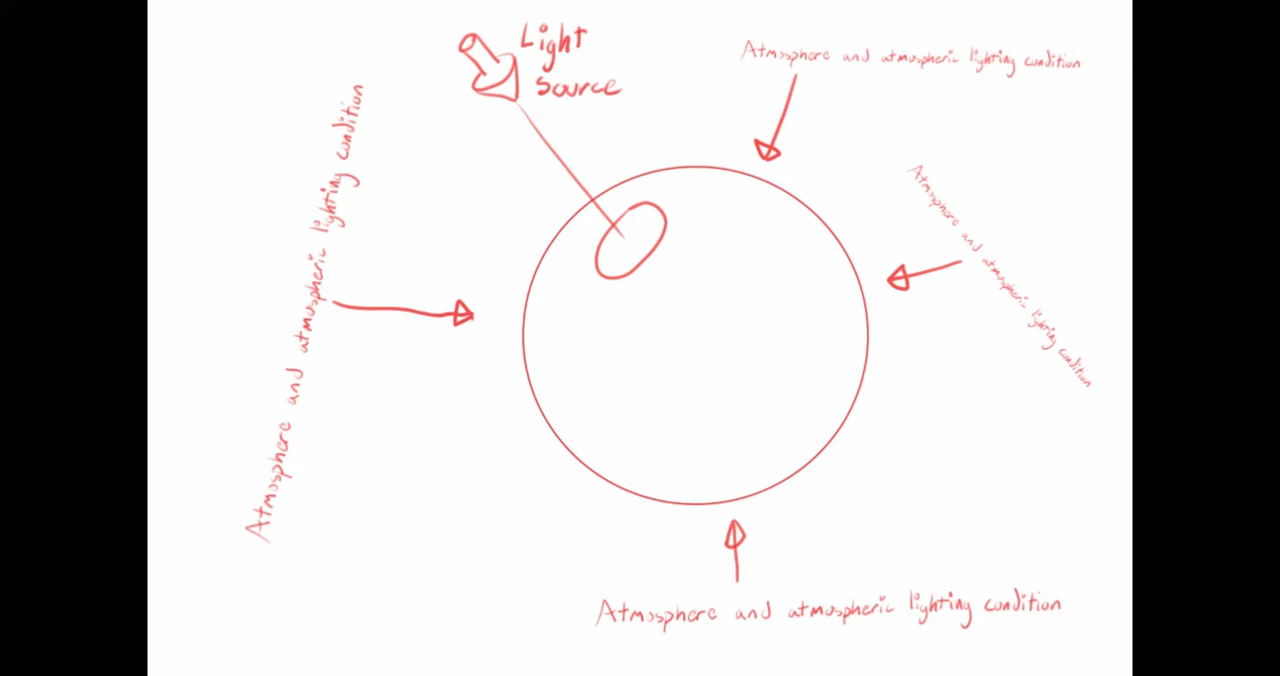 Light
source
Atmosphere and atmospheric lighting condition
Atmosphere and atmospheric lighting condition
Atmosphere and atmospheric lighting condition
Atmosphere and atmospheric lighting condition